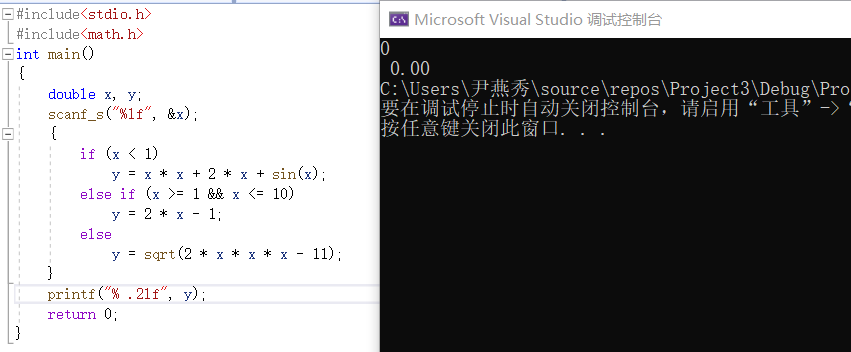 #include<stdio.h>
#include<math.h>
int main()
{
double x, y;
scanf_s("%lf", &x);
{
if (x < 1)
y = x * x + 2 * x + sin(x);
else if (x >= 1 && x <= 10)
y = 2 * x - 1;
else
y = sqrt(2 * x * x * x - 11);
}
printf("% .2lf", y);
return 0;
}
Microsoft Visual Studio 调试控制台
0
0.00
C:\Users\尹燕秀\source\repos\Project3\Debug\Pro
要在调试停止时自动关闭控制台，请启用“工具”->
按任意键关闭此窗口. . .